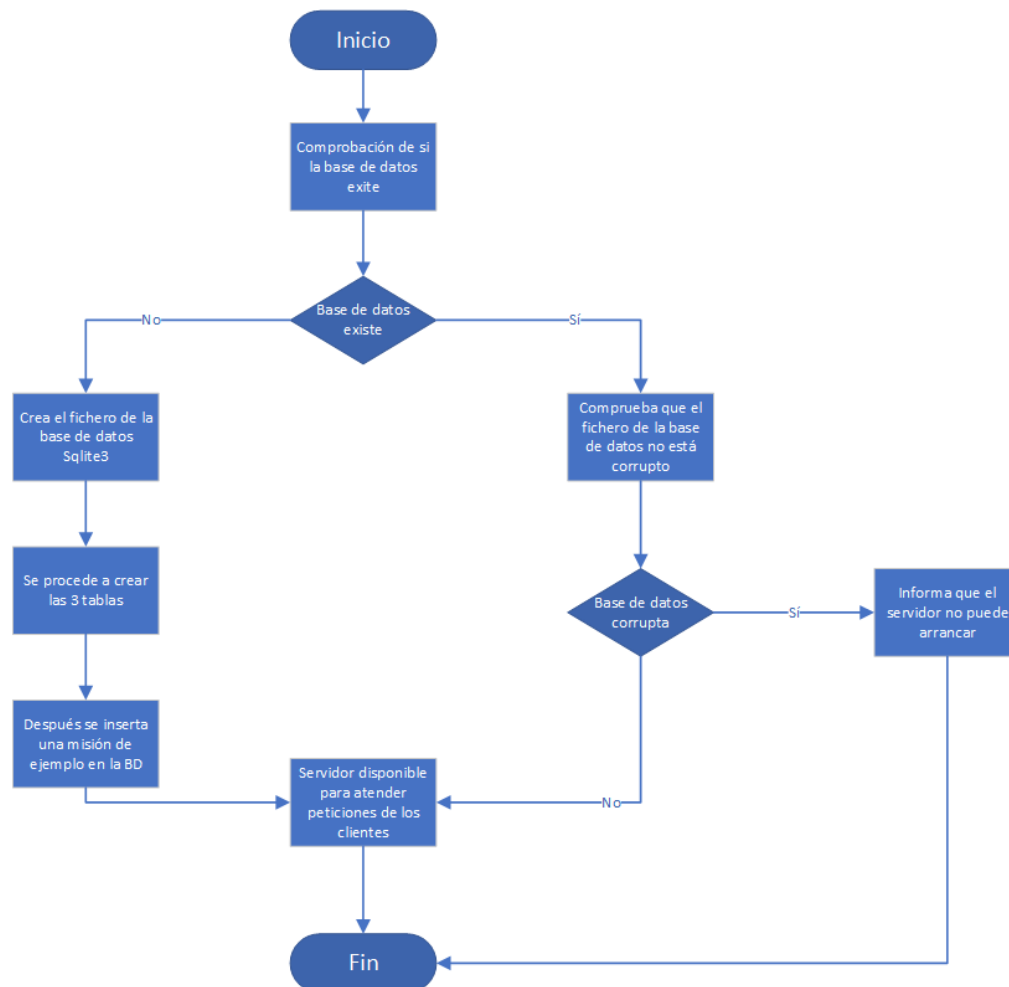 Inicio
Comprobación de si
la base de datos
exite
Base de datos
existe
No
Sí
Crea el fichero de la
base de datos
Sqlite3
Comprueba que el
fichero de la base
de datos no está
corrupto
Se procede a crear
las 3 tablas
Base de datos
corrupta
Sí
Informa que el
servidor no puede
arrancar
Después se inserta
una misión de
ejemplo en la BD
Servidor disponible
para atender
peticiones de los
clientes
No
Fin